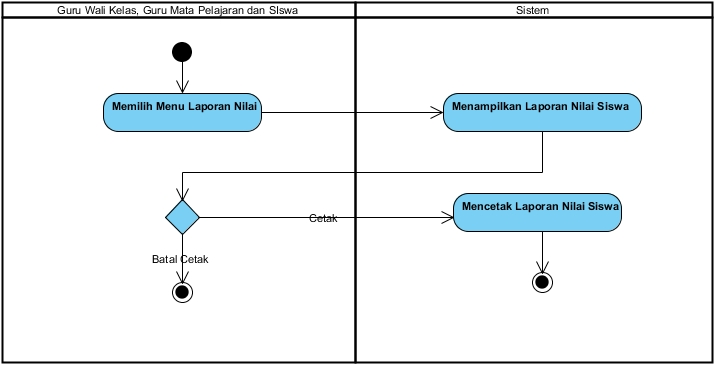 Guru Wali Kelas, Guru Mata Pelajaran dan SIswa
Sistem
Memilih Menu Laporan Nilai
Menampilkan Laporan Nilai Siswa
Cetak
Mencetak Laporan Nilai Siswa
Batal Cetak